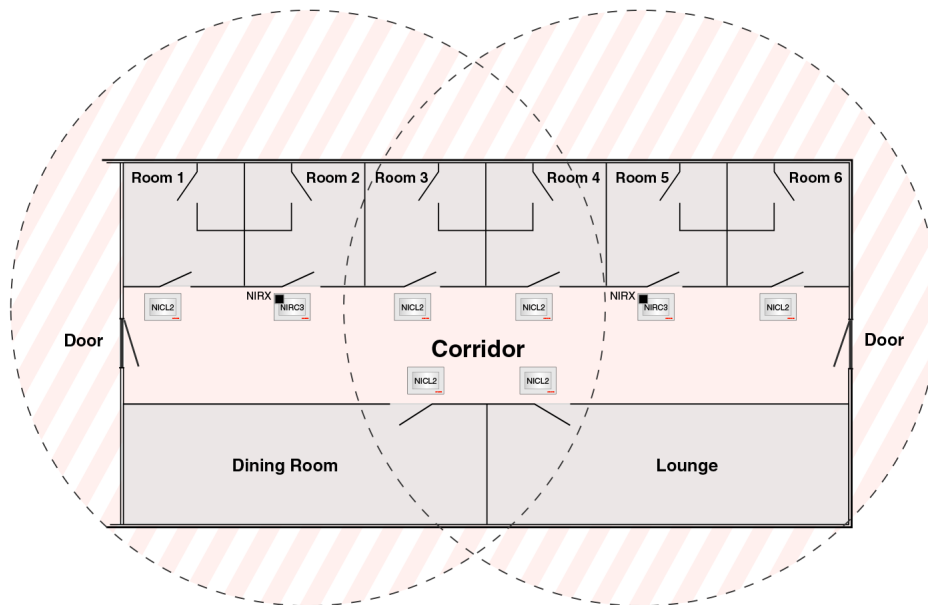 Room 1
Room 2
Room 3
Room 4
Room 5
Room 6
NICL2
NIRX
NIRC3
NICL2
NICL2
NIRX
NIRC3
NICL2
Door
Corridor
Door
NICL2
NICL2
Dining Room
Lounge